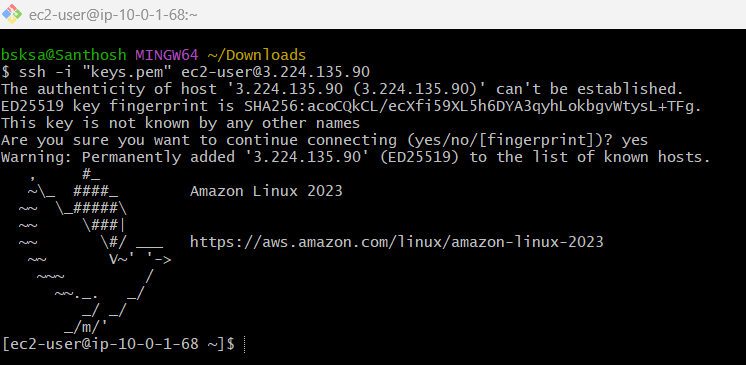 ec2-user@ip-10-0-1-68:~
bsksa@Santhosh MINGW64 ~/Downloads
$ ssh -i "keys.pem" ec2-user@3.224.135.90
The authenticity of host '3.224.135.90 (3.224.135.90)' can't be established.
ED25519 key fingerprint is SHA256:acoCQkCL/ecXfi59XL5h6DYA3qyhLokbgvWtysL+TFg.
This key is not known by any other names
Are you sure you want to continue connecting (yes/no/[fingerprint])? yes
Warning: Permanently added '3.224.135.90' (ED25519) to the list of known hosts.
   ,     #_
   ~\_  ####_        Amazon Linux 2023
  ~~  \_#####\
  ~~     \###|
  ~~       \#/ ___   https://aws.amazon.com/linux/amazon-linux-2023
   ~~       V~' '->
    ~~~         /
      ~~._.   _/
         _/ _/
       _/m/'
[ec2-user@ip-10-0-1-68 ~]$